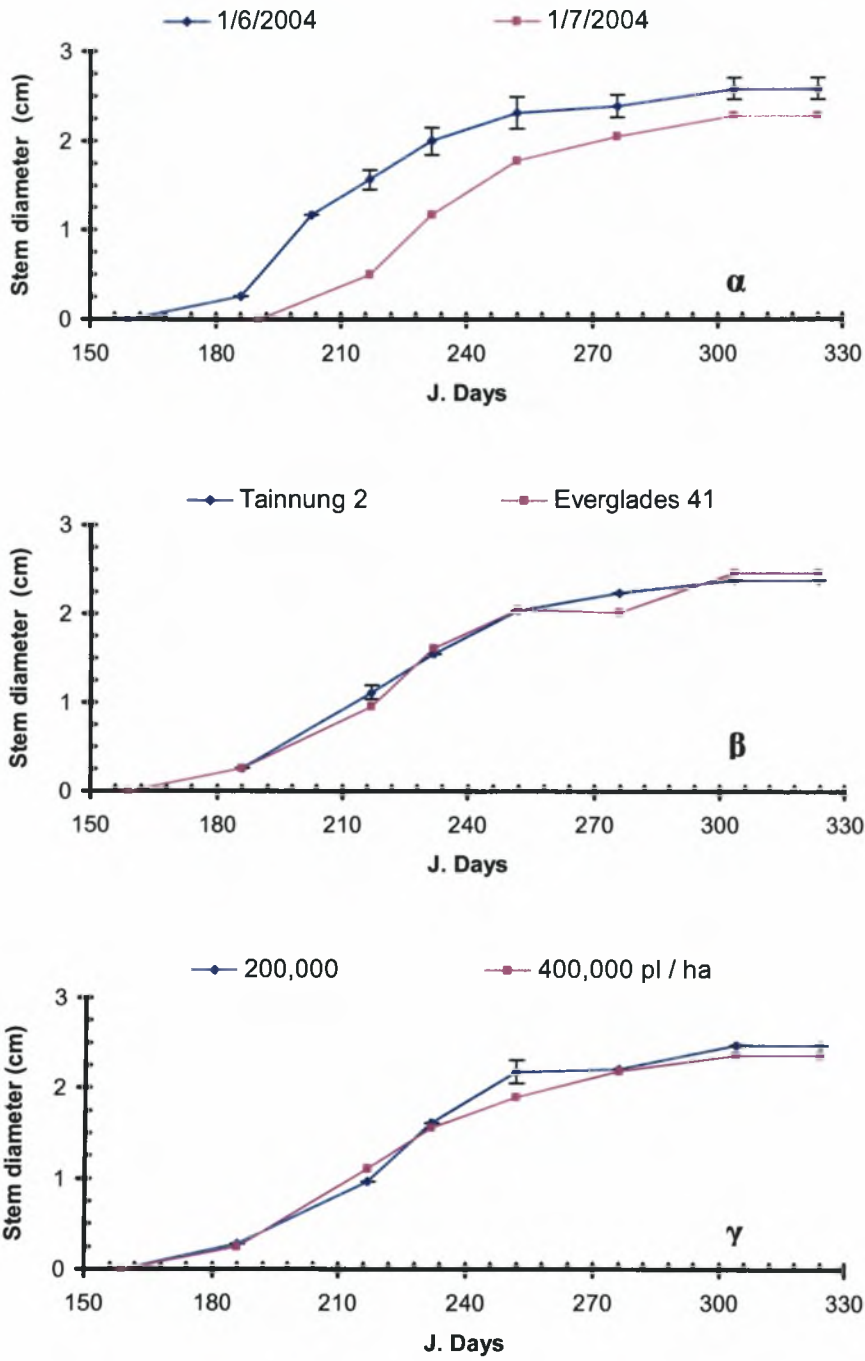 1/6/2004 1/7/2004
3
2
1
0
Stem diameter (cm)
α
150 180 210 240 270 300 330
J. Days
Tainnung 2 Everglades 41
3
2
1
0
Stem diameter (cm)
β
150 180 210 240 270 300 330
J. Days
200,000 400,000 pl / ha
3
2
1
0
Stem diameter (cm)
γ
150 180 210 240 270 300 330
J. Days